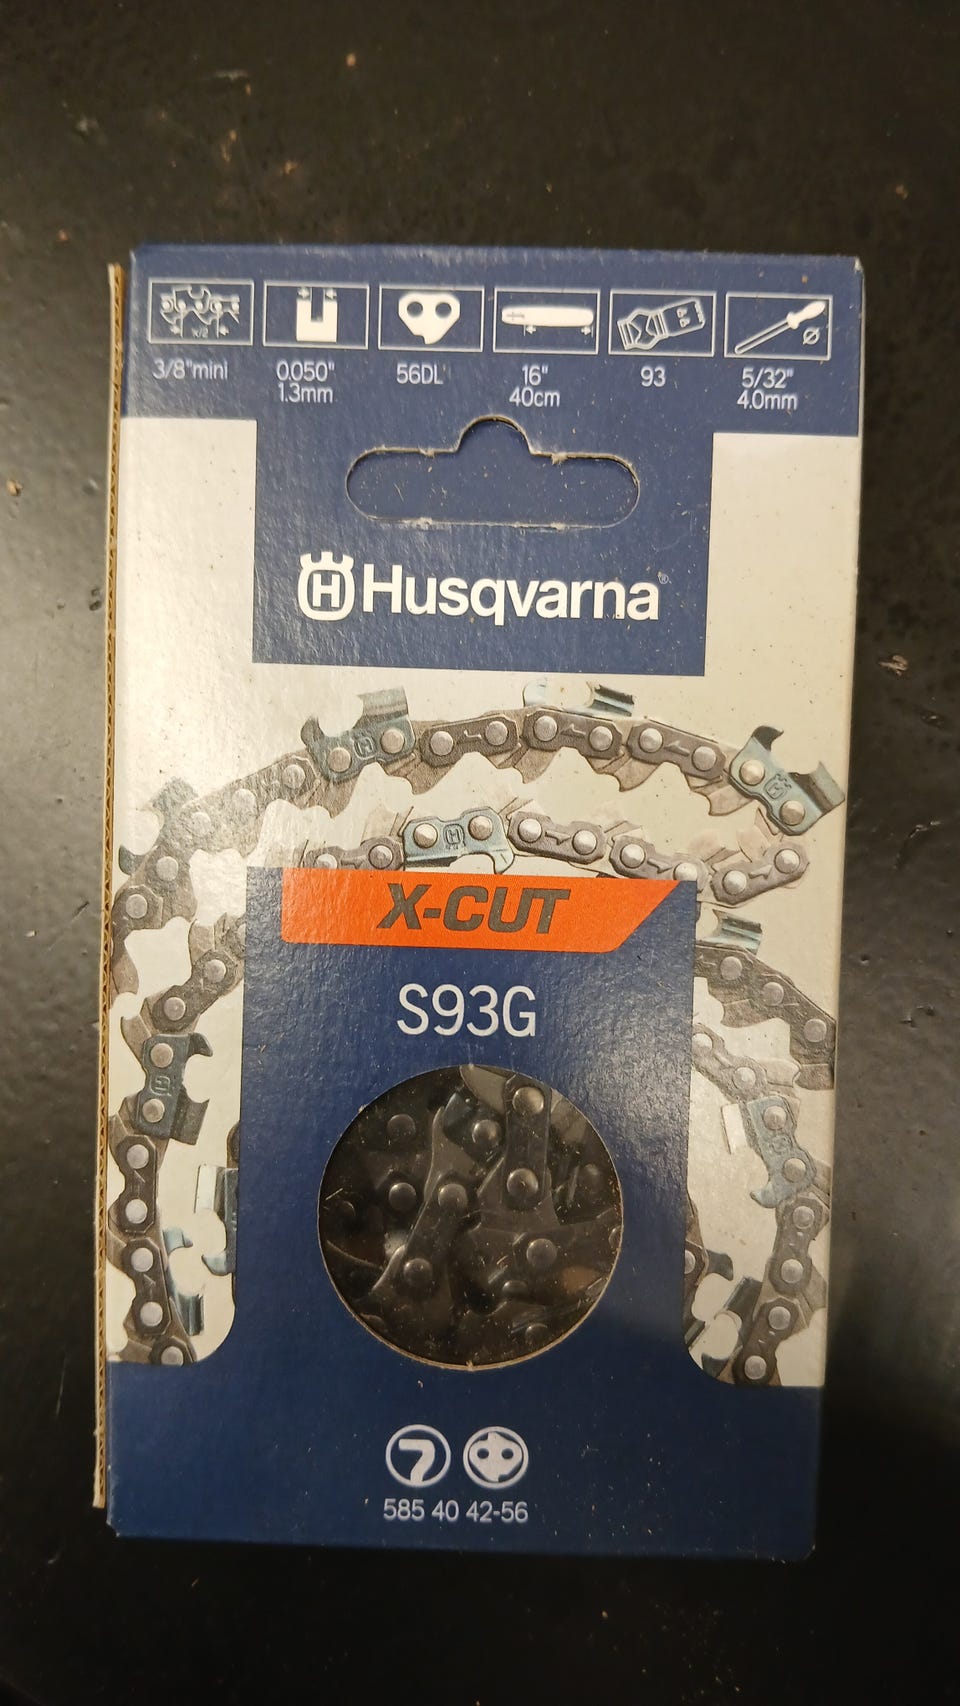 3/8"mini 0.050" 56DL 16" 93 5/32"
1.3mm 40cm 4.0mm
Husqvarna®
X-CUT
S93G
585 40 42-56